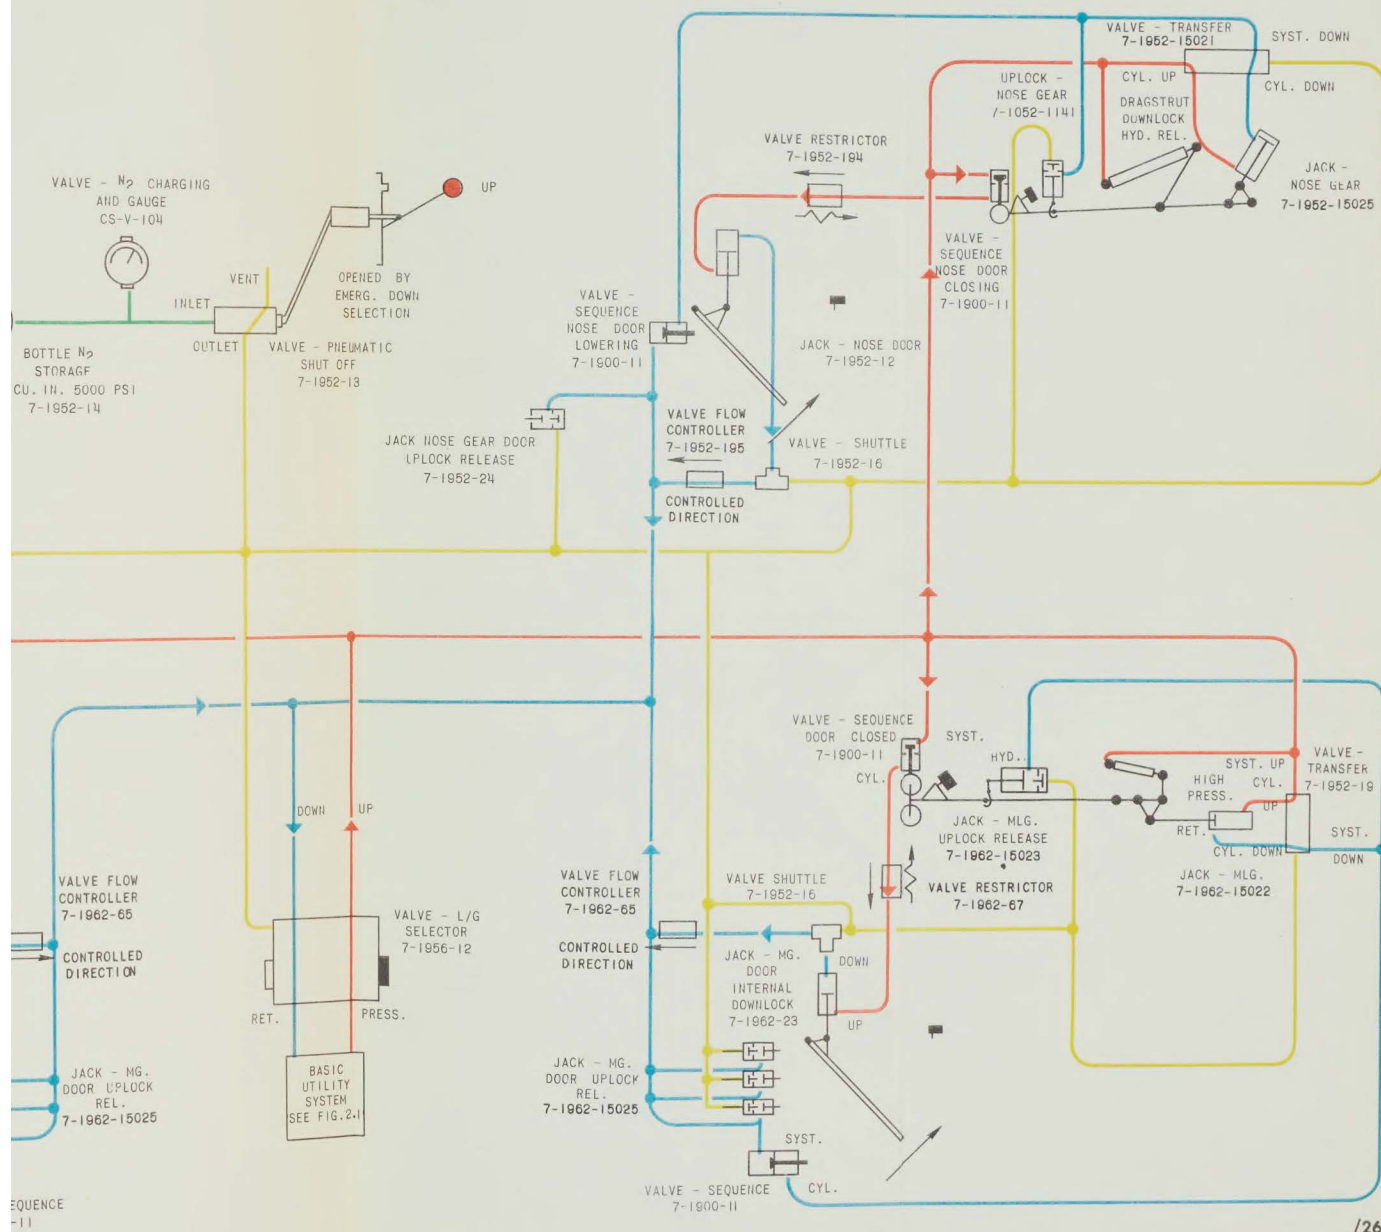 VALVE - TRANSFER
7-1952-15021
SYST. DOWN
CYL. UP
CYL. DOWN
UPLOCK -
NOSE GEAR
7-1052-1141
DRAGSTRUT
DOWNLOCK
HYD. REL.
JACK -
NOSE GEAR
7-1952-15025
VALVE RESTRICTOR
7-1952-194
VALVE - N2 CHARGING
AND GAUGE
CS-V-104
UP
VENT
INLET
OUTLET
OPENED BY
EMERG. DOWN
SELECTION
VALVE - PNEUMATIC
SHUT OFF
7-1952-13
BOTTLE N2
STORAGE
CU. IN. 5000 PSI
7-1952-14
VALVE -
SEQUENCE
NOSE DOOR
LOWERING
7-1900-11
VALVE -
SEQUENCE
NOSE DOOR
CLOSING
7-1900-11
JACK - NOSE DOOR
7-1952-12
JACK NOSE GEAR DOOR
UPLOCK RELEASE
7-1952-24
VALVE FLOW
CONTROLLER
7-1952-195
VALVE - SHUTTLE
7-1952-16
CONTROLLED
DIRECTION
VALVE - SEQUENCE
DOOR CLOSED
7-1900-11
SYST.
CYL.
HYD.
SYST. UP
CYL.
UP
HIGH
PRESS.
RET.
CYL. DOWN
VALVE -
TRANSFER
7-1952-19
SYST.
DOWN
JACK - MLG.
UPLOCK RELEASE
7-1962-15023
JACK - MLG.
7-1962-15022
VALVE RESTRICTOR
7-1962-67
DOWN
UP
VALVE FLOW
CONTROLLER
7-1962-65
CONTROLLED
DIRECTION
VALVE - L/G
SELECTOR
7-1956-12
RET.
PRESS.
BASIC
UTILITY
SYSTEM
SEE FIG.2.1
VALVE FLOW
CONTROLLER
7-1962-65
CONTROLLED
DIRECTION
VALVE SHUTTLE
7-1952-16
DOWN
JACK - MG.
DOOR
INTERNAL
DOWNLOCK
7-1962-23
UP
JACK - MG.
DOOR UPLOCK
REL.
7-1962-15025
JACK - MG.
DOOR UPLOCK
REL.
7-1962-15025
SYST.
CYL.
VALVE - SEQUENCE
7-1900-11
EQUENCE
-11